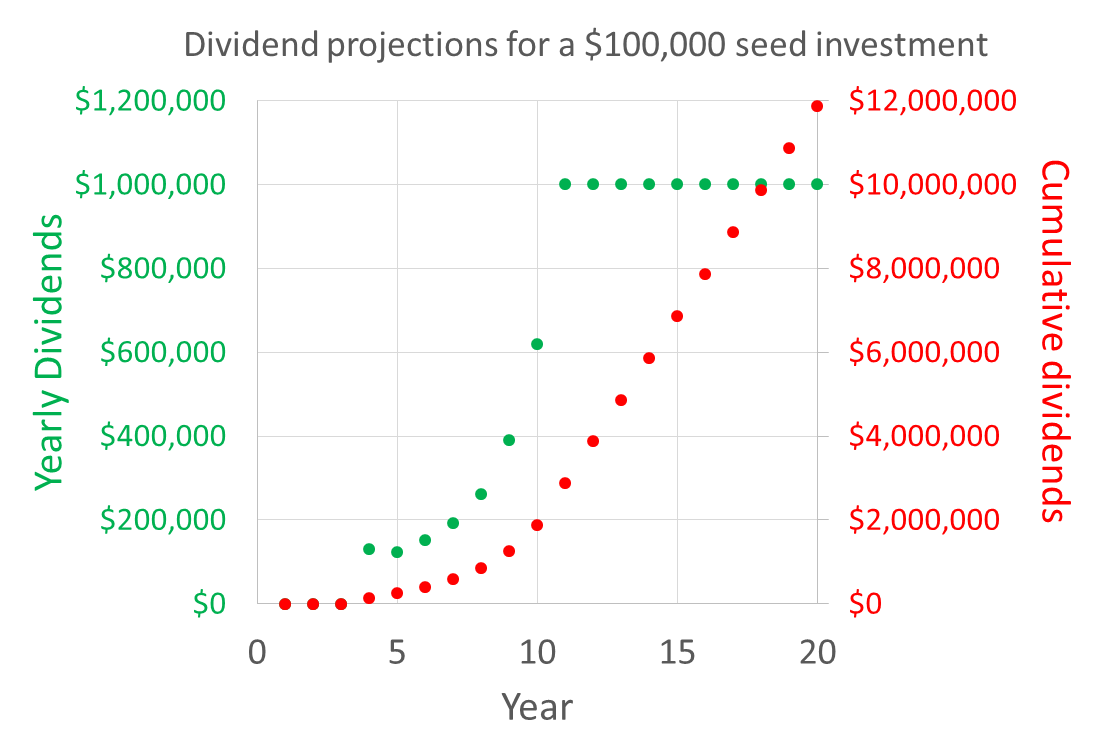 Dividend projections for a $100,000 seed investment
$1,200,000
$1,000,000
$800,000
$600,000
$400,000
$200,000
$0
Yearly Dividends
$12,000,000
$10,000,000
$8,000,000
$6,000,000
$4,000,000
$2,000,000
$0
Cumulative dividends
0 5 10 15 20
Year